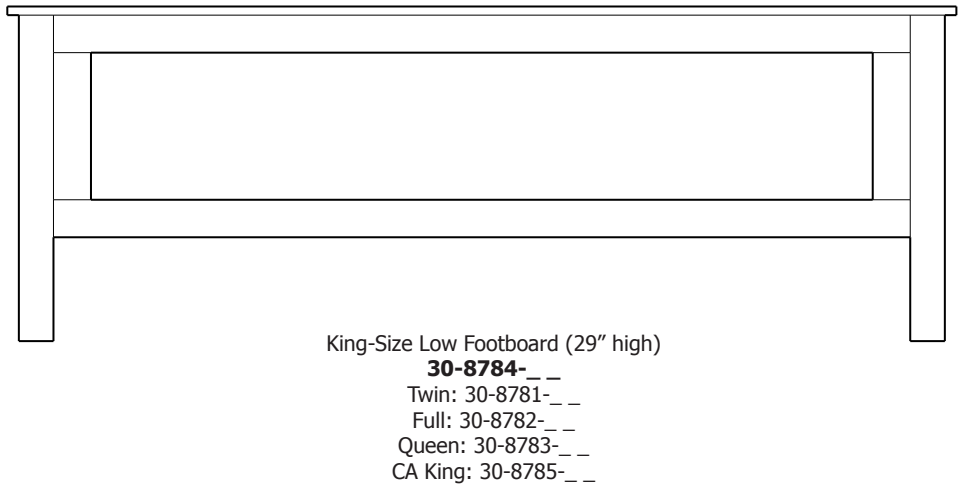 King-Size Low Footboard (29” high)
30-8784-_ _
Twin: 30-8781-_ _
Full: 30-8782-_ _
Queen: 30-8783-_ _
CA King: 30-8785-_ _